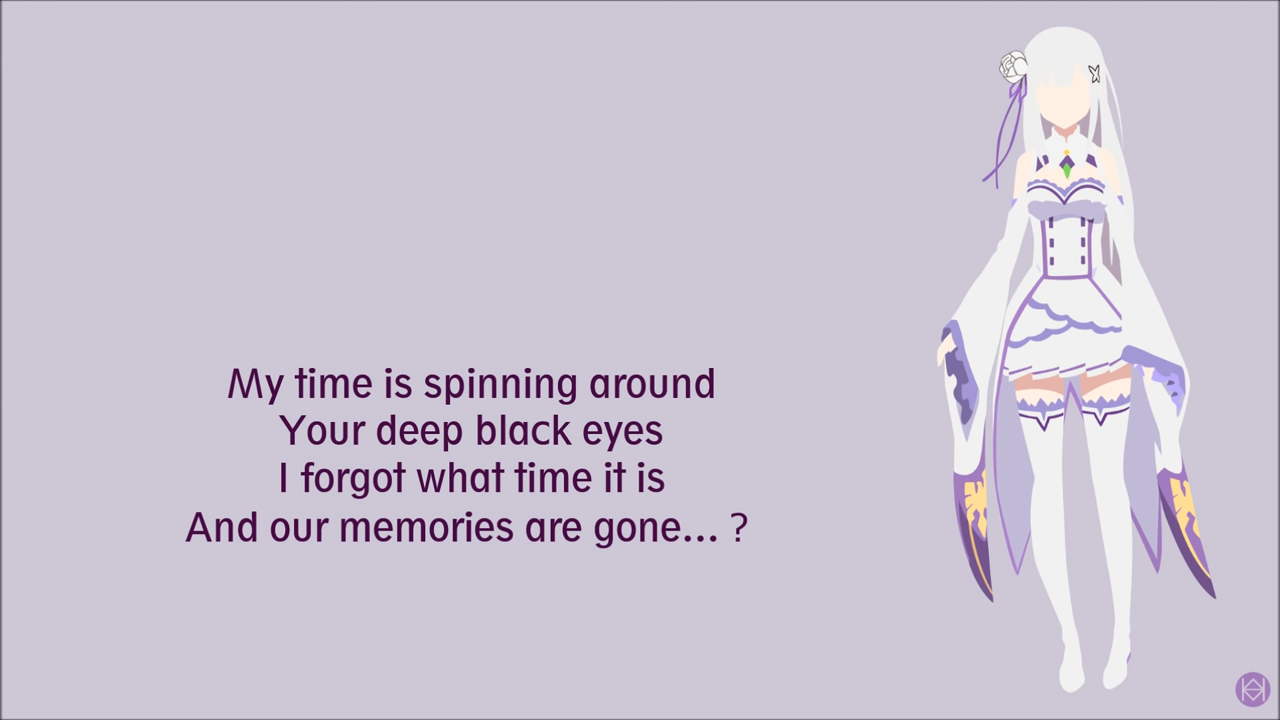 My time is spinning around
Your deep black eyes
I forgot what time it is
And our memories are gone... ?